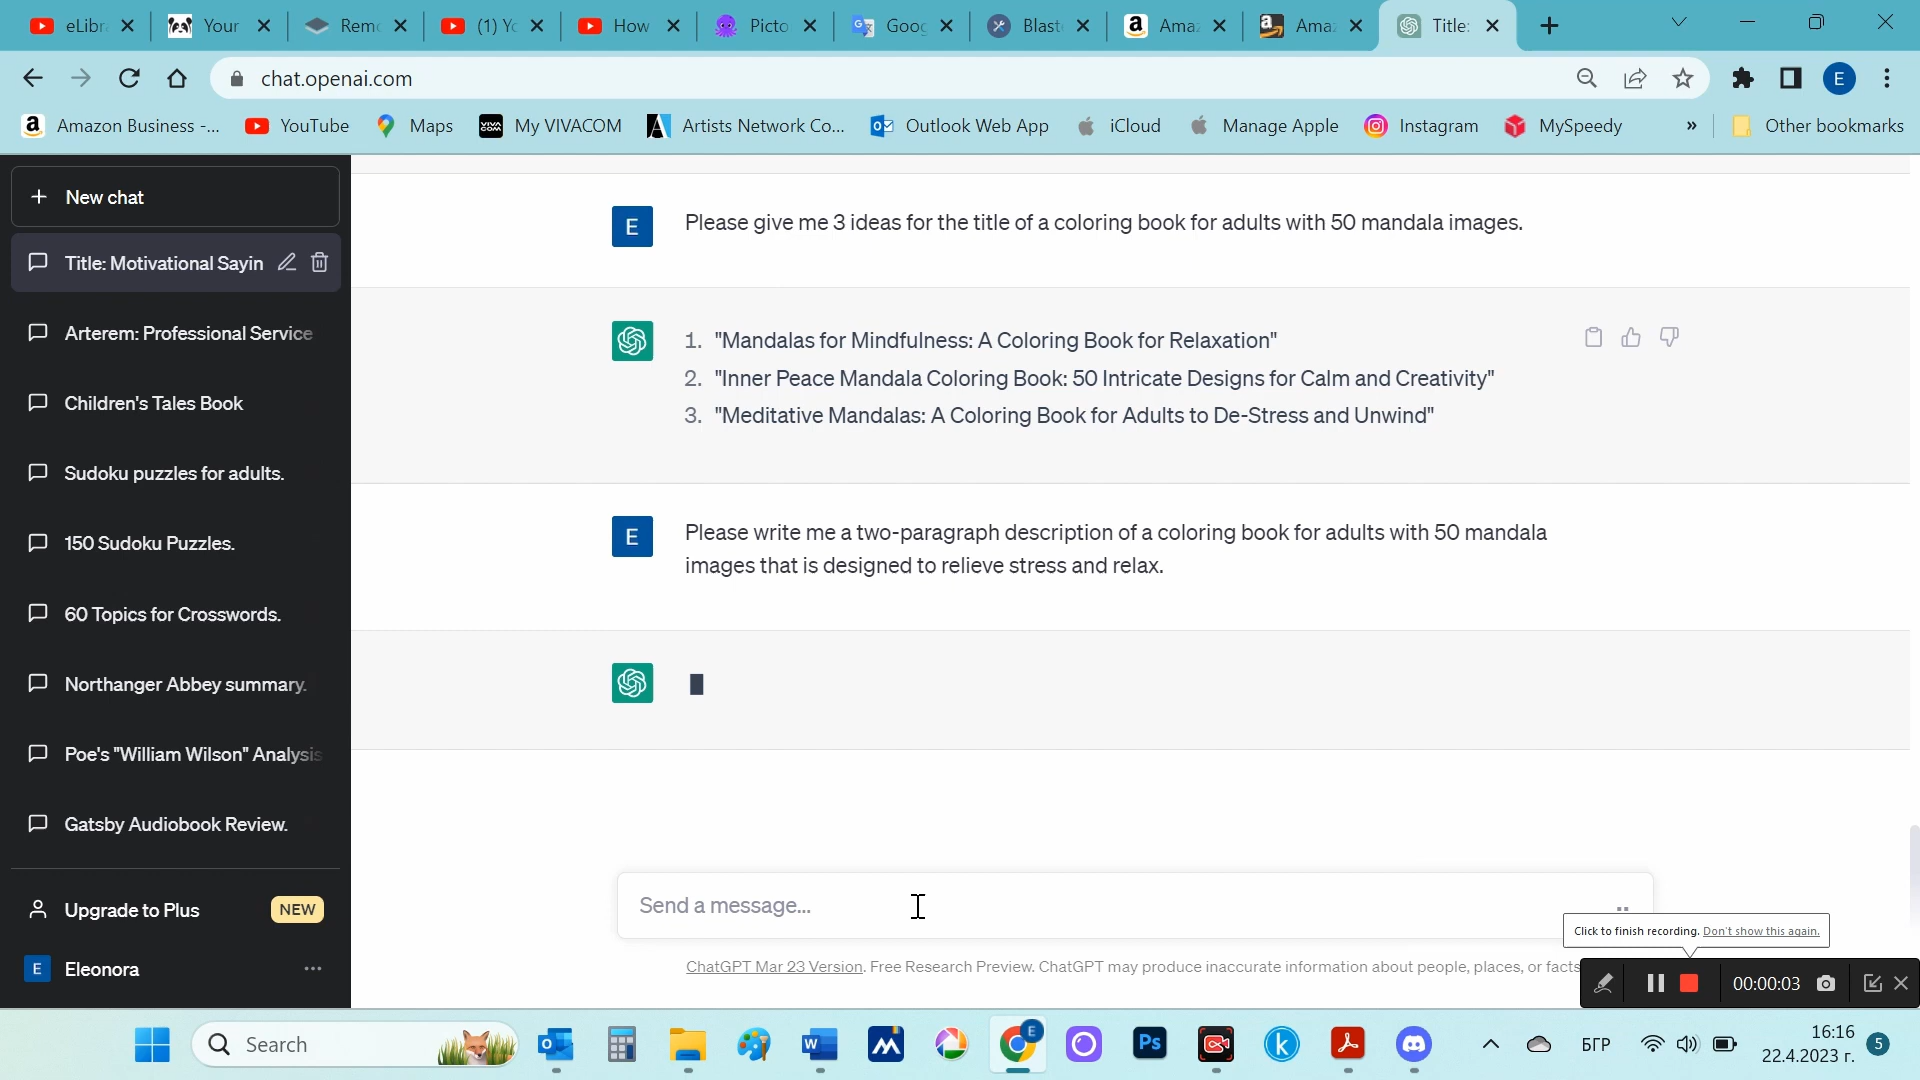 eLibr
Your
Remo
(1) Yo
How
Picto
Goog
Blast
Amaz
Amaz
Title:
chat.openai.com
E
Amazon Business -...
YouTube
Maps
My VIVACOM
Artists Network Co...
Outlook Web App
iCloud
Manage Apple
Instagram
MySpeedy
»
Other bookmarks
+ New chat
Title: Motivational Sayin
Arterem: Professional Service
Children's Tales Book
Sudoku puzzles for adults.
150 Sudoku Puzzles.
60 Topics for Crosswords.
Northanger Abbey summary.
Poe's "William Wilson" Analysis
Gatsby Audiobook Review.
Upgrade to Plus NEW
E Eleonora ...
E Please give me 3 ideas for the title of a coloring book for adults with 50 mandala images.
1. "Mandalas for Mindfulness: A Coloring Book for Relaxation"
2. "Inner Peace Mandala Coloring Book: 50 Intricate Designs for Calm and Creativity"
3. "Meditative Mandalas: A Coloring Book for Adults to De-Stress and Unwind"
E Please write me a two-paragraph description of a coloring book for adults with 50 mandala
images that is designed to relieve stress and relax.
Send a message...
Click to finish recording. Don't show this again.
ChatGPT Mar 23 Version. Free Research Preview. ChatGPT may produce inaccurate information about people, places, or facts
00:00:03
Search
E
Ps
k
БГР
16:16
22.4.2023 г.
5